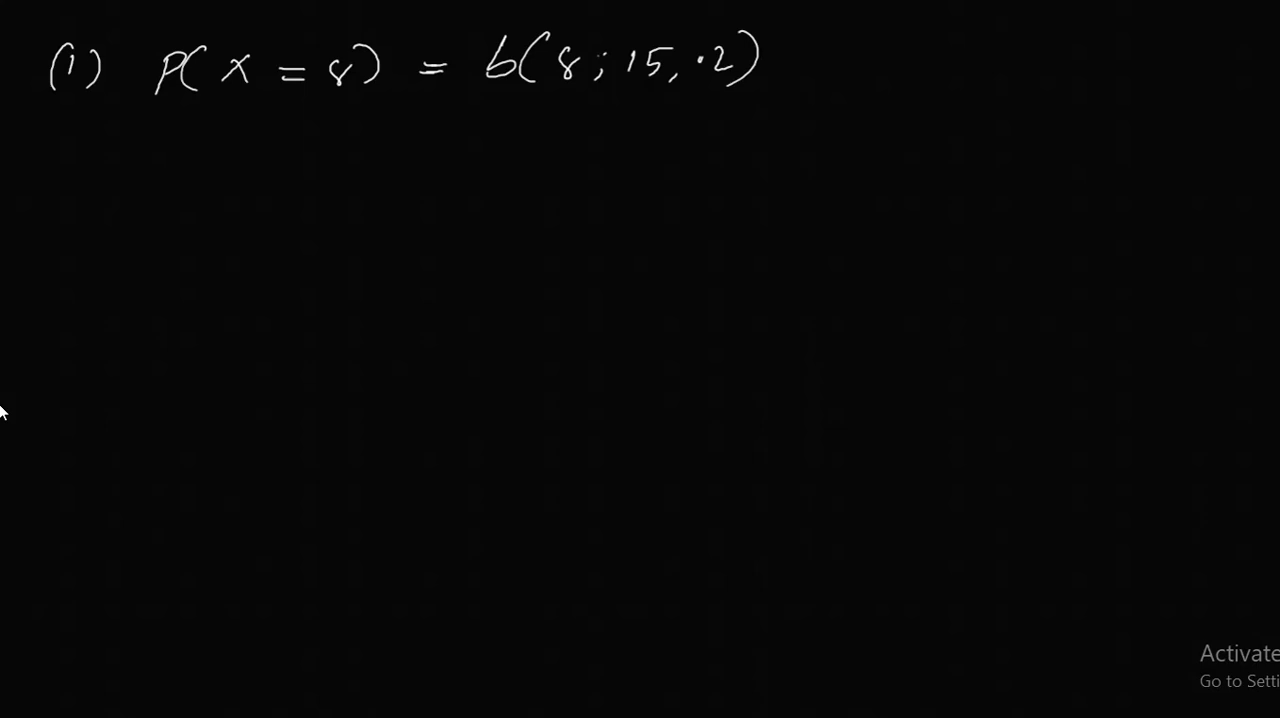 (1) P(X = 8) = b(8; 15, .2)
Activate
Go to Setti